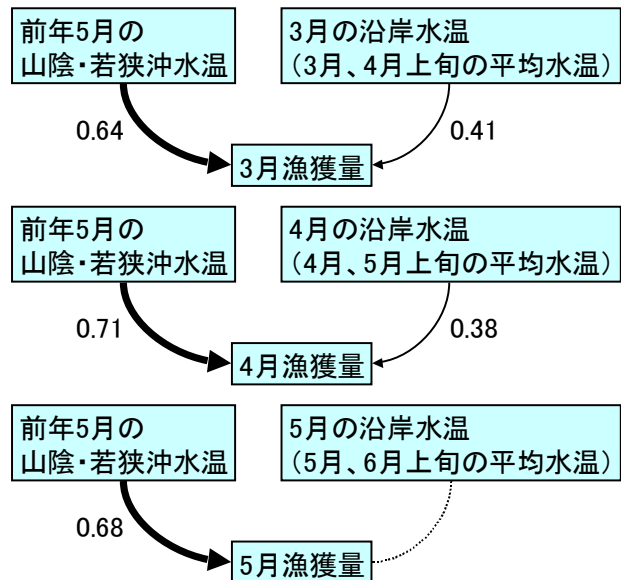 前年5月の
山陰・若狭沖水温
3月の沿岸水温
(3月、4月上旬の平均水温)
0.64
0.41
3月漁獲量
前年5月の
山陰・若狭沖水温
4月の沿岸水温
(4月、5月上旬の平均水温)
0.71
0.38
4月漁獲量
前年5月の
山陰・若狭沖水温
5月の沿岸水温
(5月、6月上旬の平均水温)
0.68
5月漁獲量